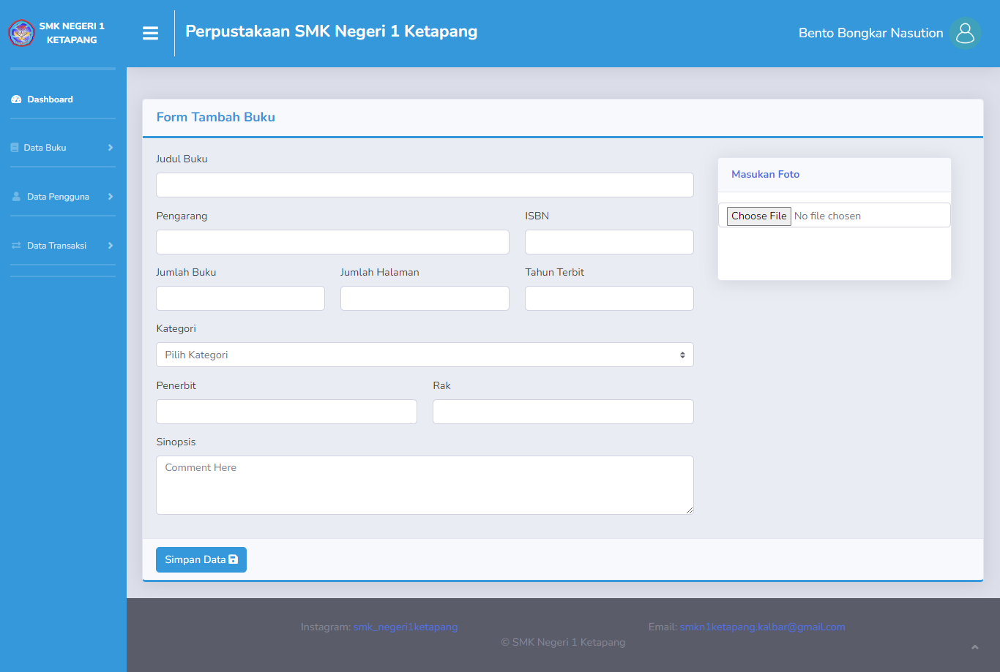 SMK NEGERI 1
KETAPANG
Perpustakaan SMK Negeri 1 Ketapang
Bento Bongkar Nasution
Dashboard
Data Buku
Data Pengguna
Data Transaksi
Form Tambah Buku
Judul Buku
Pengarang
ISBN
Jumlah Buku
Jumlah Halaman
Tahun Terbit
Kategori
Pilih Kategori
Penerbit
Rak
Sinopsis
Comment Here
Masukan Foto
Choose File No file chosen
Simpan Data
Instagram: smk_negeri1ketapang
Email: smkn1ketapang.kalbar@gmail.com
© SMK Negeri 1 Ketapang